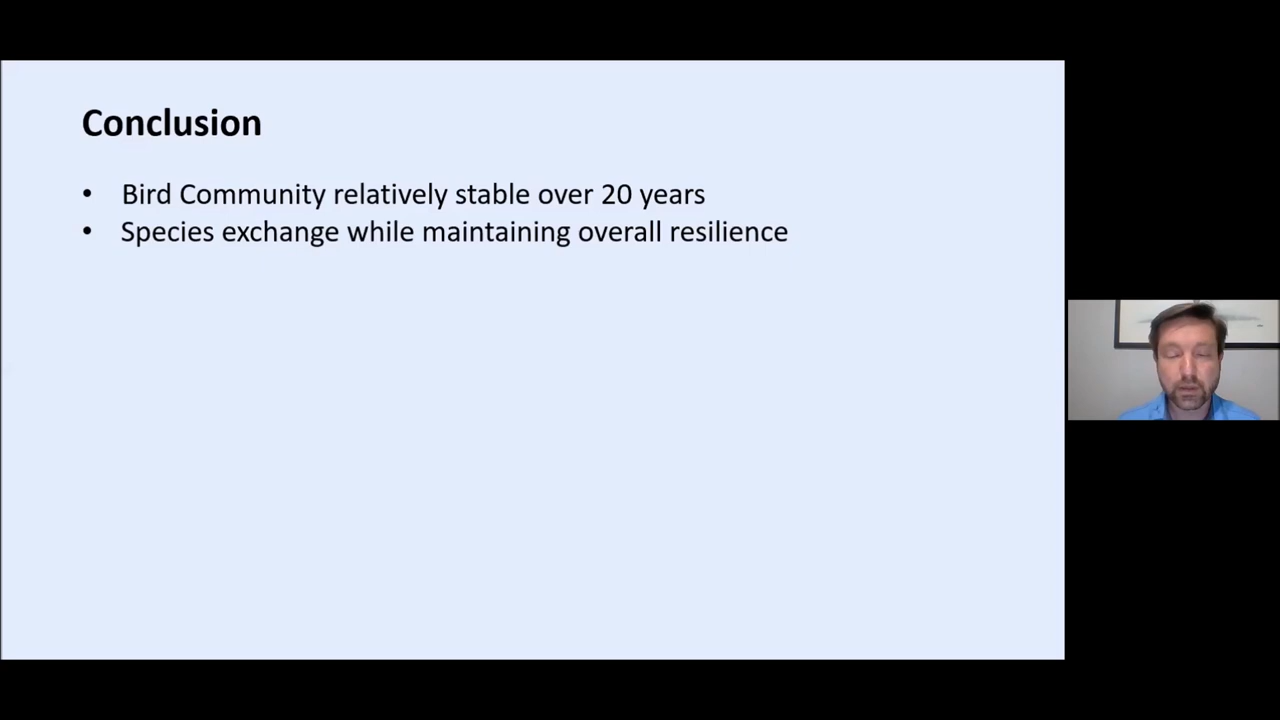 Conclusion
• Bird Community relatively stable over 20 years
• Species exchange while maintaining overall resilience